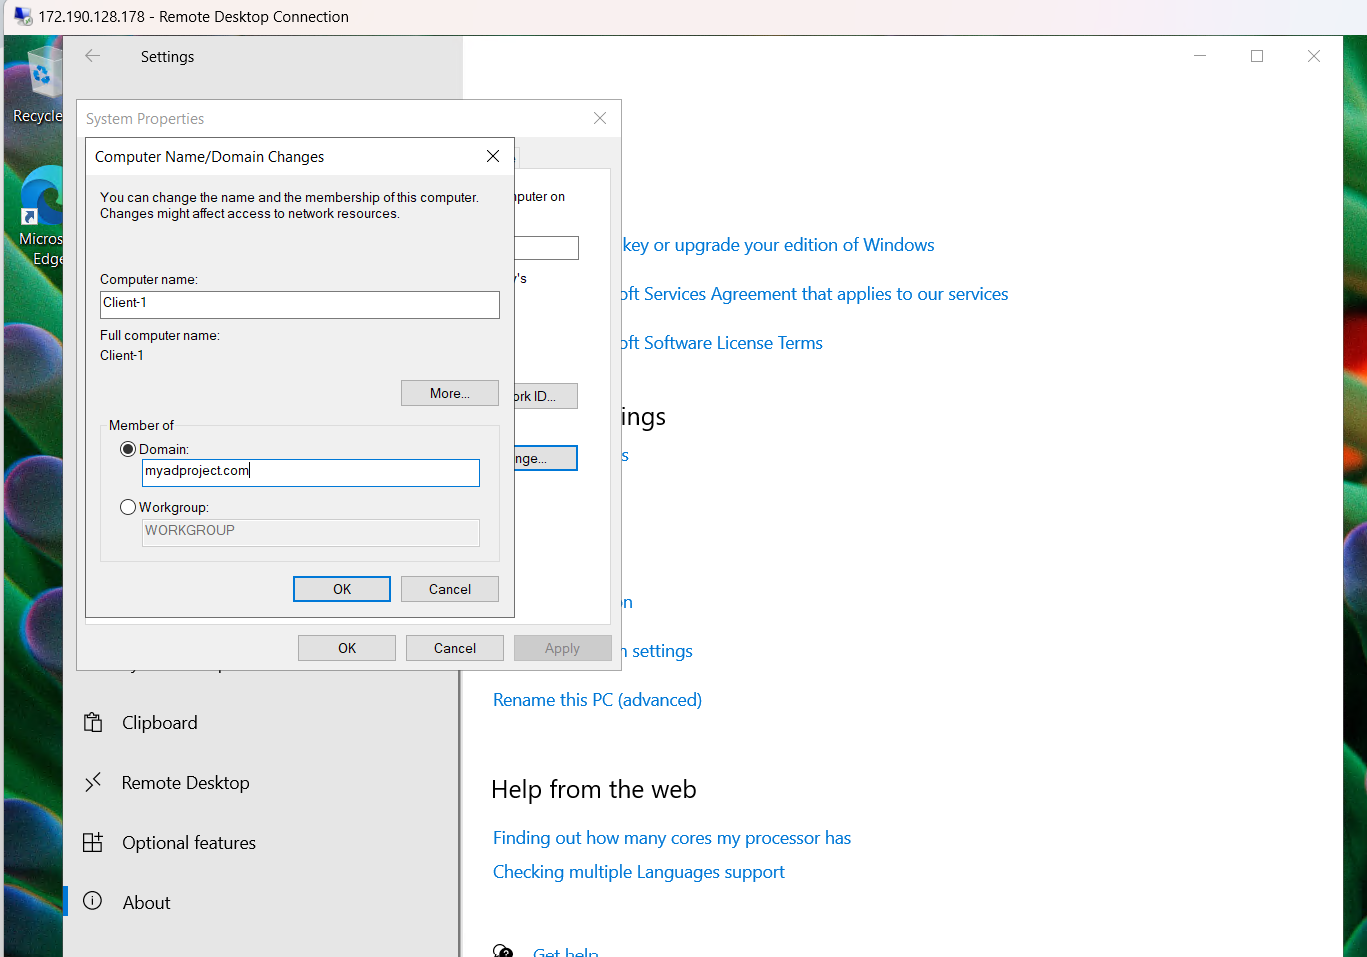 172.190.128.178 - Remote Desktop Connection
Settings
Recycle
Micros
Edge
System Properties
Computer Name/Domain Changes
You can change the name and the membership of this computer.
Changes might affect access to network resources.
Computer name:
Client-1
Full computer name:
Client-1
More...
Member of
Domain:
myadproject.com
Workgroup:
WORKGROUP
OK
Cancel
nputer on
y's
ork ID...
nge...
OK
Cancel
Apply
key or upgrade your edition of Windows
oft Services Agreement that applies to our services
oft Software License Terms
ings
s
on
n settings
Rename this PC (advanced)
Clipboard
Remote Desktop
Optional features
About
Help from the web
Finding out how many cores my processor has
Checking multiple Languages support
Get help